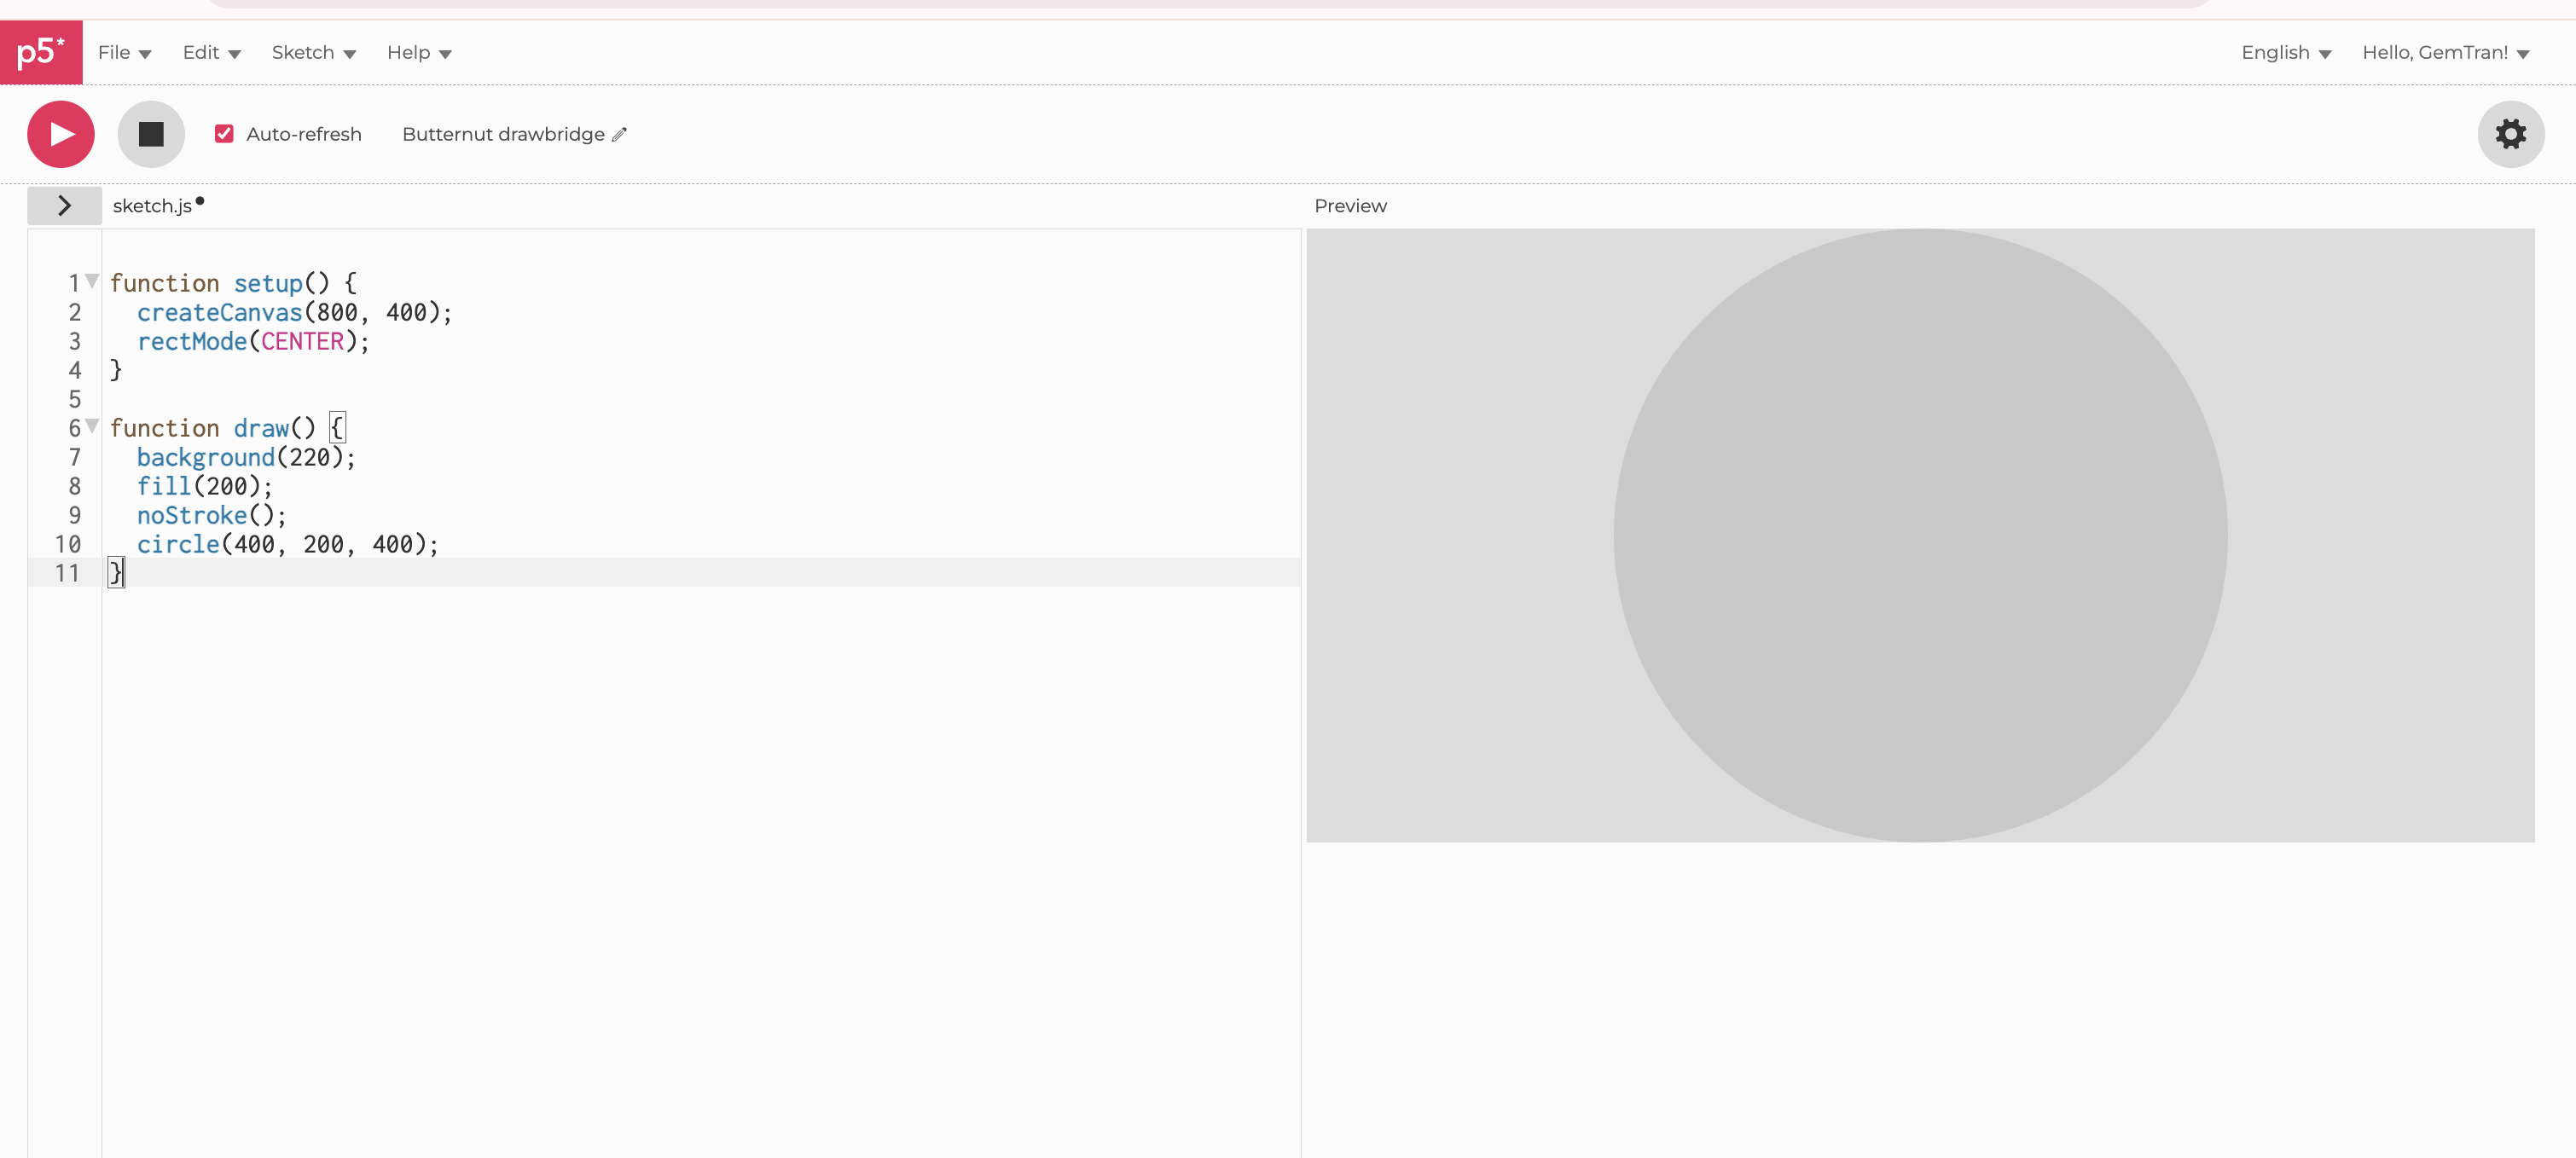 p5* File Edit Sketch Help English Hello, GemTran!
Auto-refresh Butternut drawbridge
sketch.js Preview
1 function setup() {
2 createCanvas(800, 400);
3 rectMode(CENTER);
4 }
5
6 function draw() {
7 background(220);
8 fill(200);
9 noStroke();
10 circle(400, 200, 400);
11 }